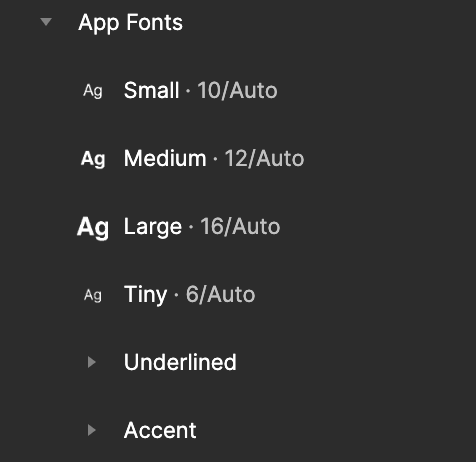 App Fonts
Ag Small · 10/Auto
Ag Medium · 12/Auto
Ag Large · 16/Auto
Ag Tiny · 6/Auto
Underlined
Accent